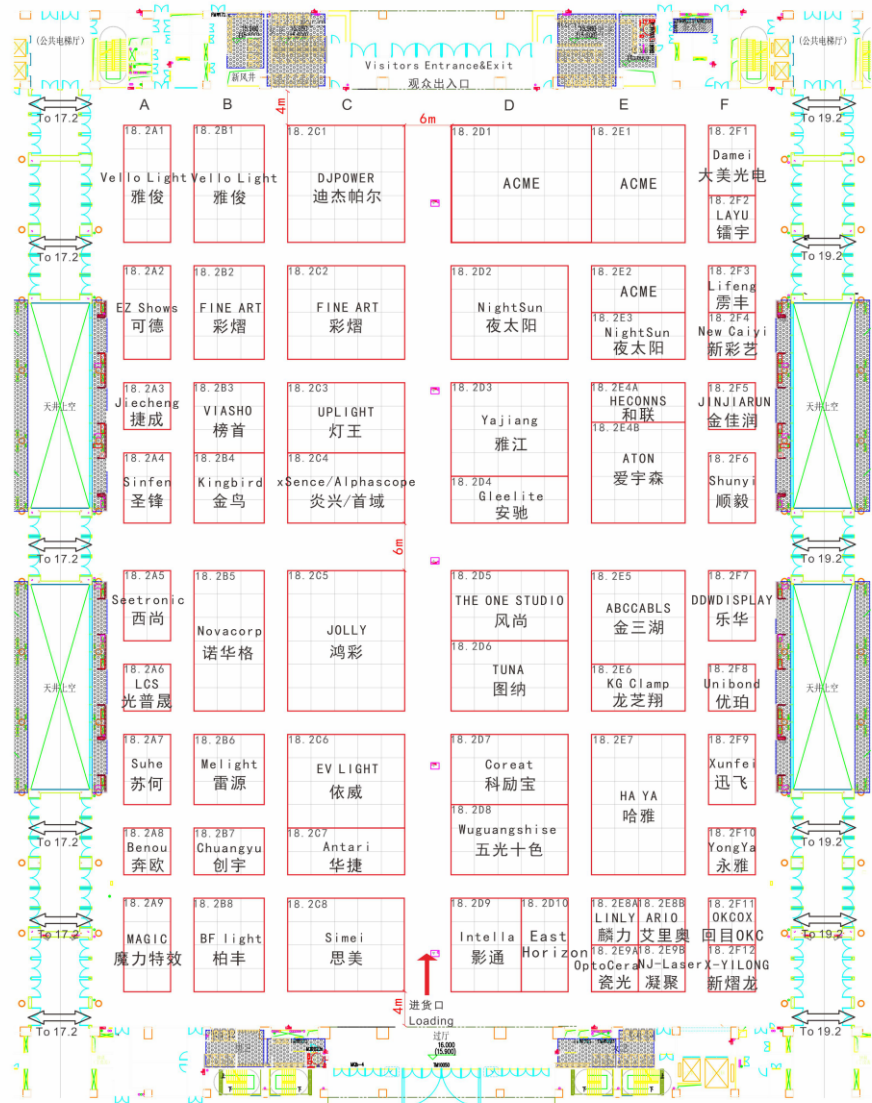 (公共电梯厅)
(公共电梯厅)
新风井
Visitors Entrance&Exit
观众出入口
To 17.2
To 19.2
A
B
C
D
E
F
4m
6m
18.2A1
Vello Light
雅俊
18.2B1
Vello Light
雅俊
18.2C1
DJPOWER
迪杰帕尔
18.2D1
ACME
18.2E1
ACME
18.2F1
Damei
大美光电
18.2F2
LAYU
镭宇
To 17.2
To 19.2
18.2A2
EZ Shows
可德
18.2B2
FINE ART
彩熠
18.2C2
FINE ART
彩熠
18.2D2
NightSun
夜太阳
18.2E2
ACME
18.2E3
NightSun
夜太阳
18.2F3
Lifeng
雳丰
18.2F4
New Caiyi
新彩艺
天井上空
天井上空
18.2A3
Jiecheng
捷成
18.2B3
VIASHO
榜首
18.2C3
UPLIGHT
灯王
18.2D3
Yajiang
雅江
18.2E4A
HECONNS
和联
18.2E4B
ATON
爱宇森
18.2F5
JINJIARUN
金佳润
18.2A4
Sinfen
圣锋
18.2B4
Kingbird
金鸟
18.2C4
xSence/Alphascope
炎兴/首域
18.2D4
Gleelite
安驰
18.2F6
Shunyi
顺毅
To 17.2
6m
To 19.2
18.2A5
Seetronic
西尚
18.2B5
Novacorp
诺华格
18.2C5
JOLLY
鸿彩
18.2D5
THE ONE STUDIO
风尚
18.2E5
ABCCABLS
金三湖
18.2F7
DDWDISPLAY
乐华
18.2A6
LCS
光普晟
18.2D6
TUNA
图纳
18.2E6
KG Clamp
龙芝翔
18.2F8
Unibond
优珀
天井上空
天井上空
18.2A7
Suhe
苏何
18.2B6
Melight
雷源
18.2C6
EV LIGHT
依威
18.2D7
Coreat
科励宝
18.2E7
HA YA
哈雅
18.2F9
Xunfei
迅飞
To 17.2
To 19.2
18.2A8
Benou
奔欧
18.2B7
Chuangyu
创宇
18.2C7
Antari
华捷
18.2D8
Wuguangshise
五光十色
18.2F10
YongYa
永雅
18.2A9
MAGIC
魔力特效
18.2B8
BF light
柏丰
18.2C8
Simei
思美
18.2D9
Intella
影通
18.2D10
East
Horizon
18.2E8A
LINLY
麟力
18.2E8B
ARIO
艾里奥
18.2F11
OKCOX
回目OKC
To 17.2
To 19.2
18.2E9A
OptoCera
瓷光
18.2E9B
NJ-Laser
凝聚
18.2F12
X-YILONG
新熠龙
4m
进货口
Loading
To 17.2
To 19.2
过厅
16.000
(15.900)